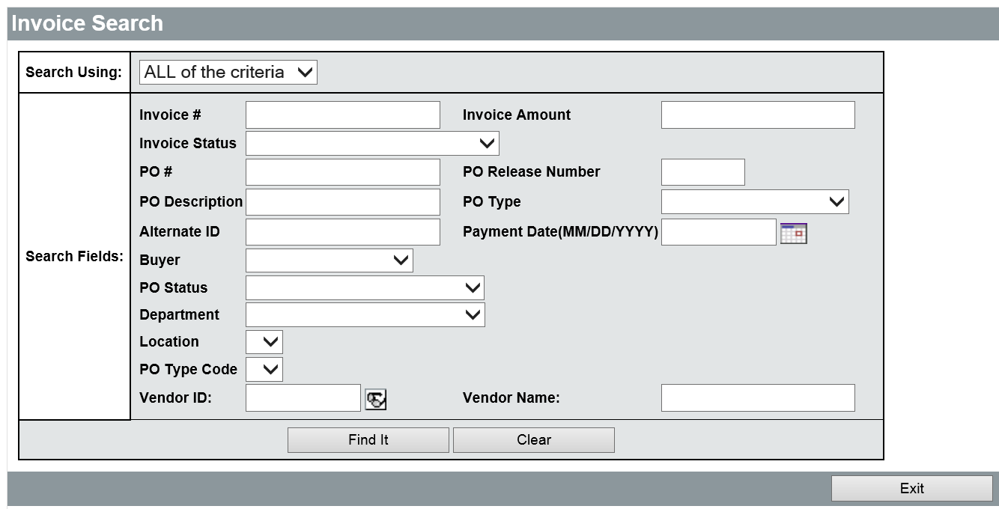 Invoice Search
Search Using: ALL of the criteria
Invoice # Invoice Amount
Invoice Status
PO # PO Release Number
PO Description PO Type
Alternate ID Payment Date(MM/DD/YYYY)
Search Fields: Buyer
PO Status
Department
Location
PO Type Code
Vendor ID: Vendor Name:
Find It Clear
Exit